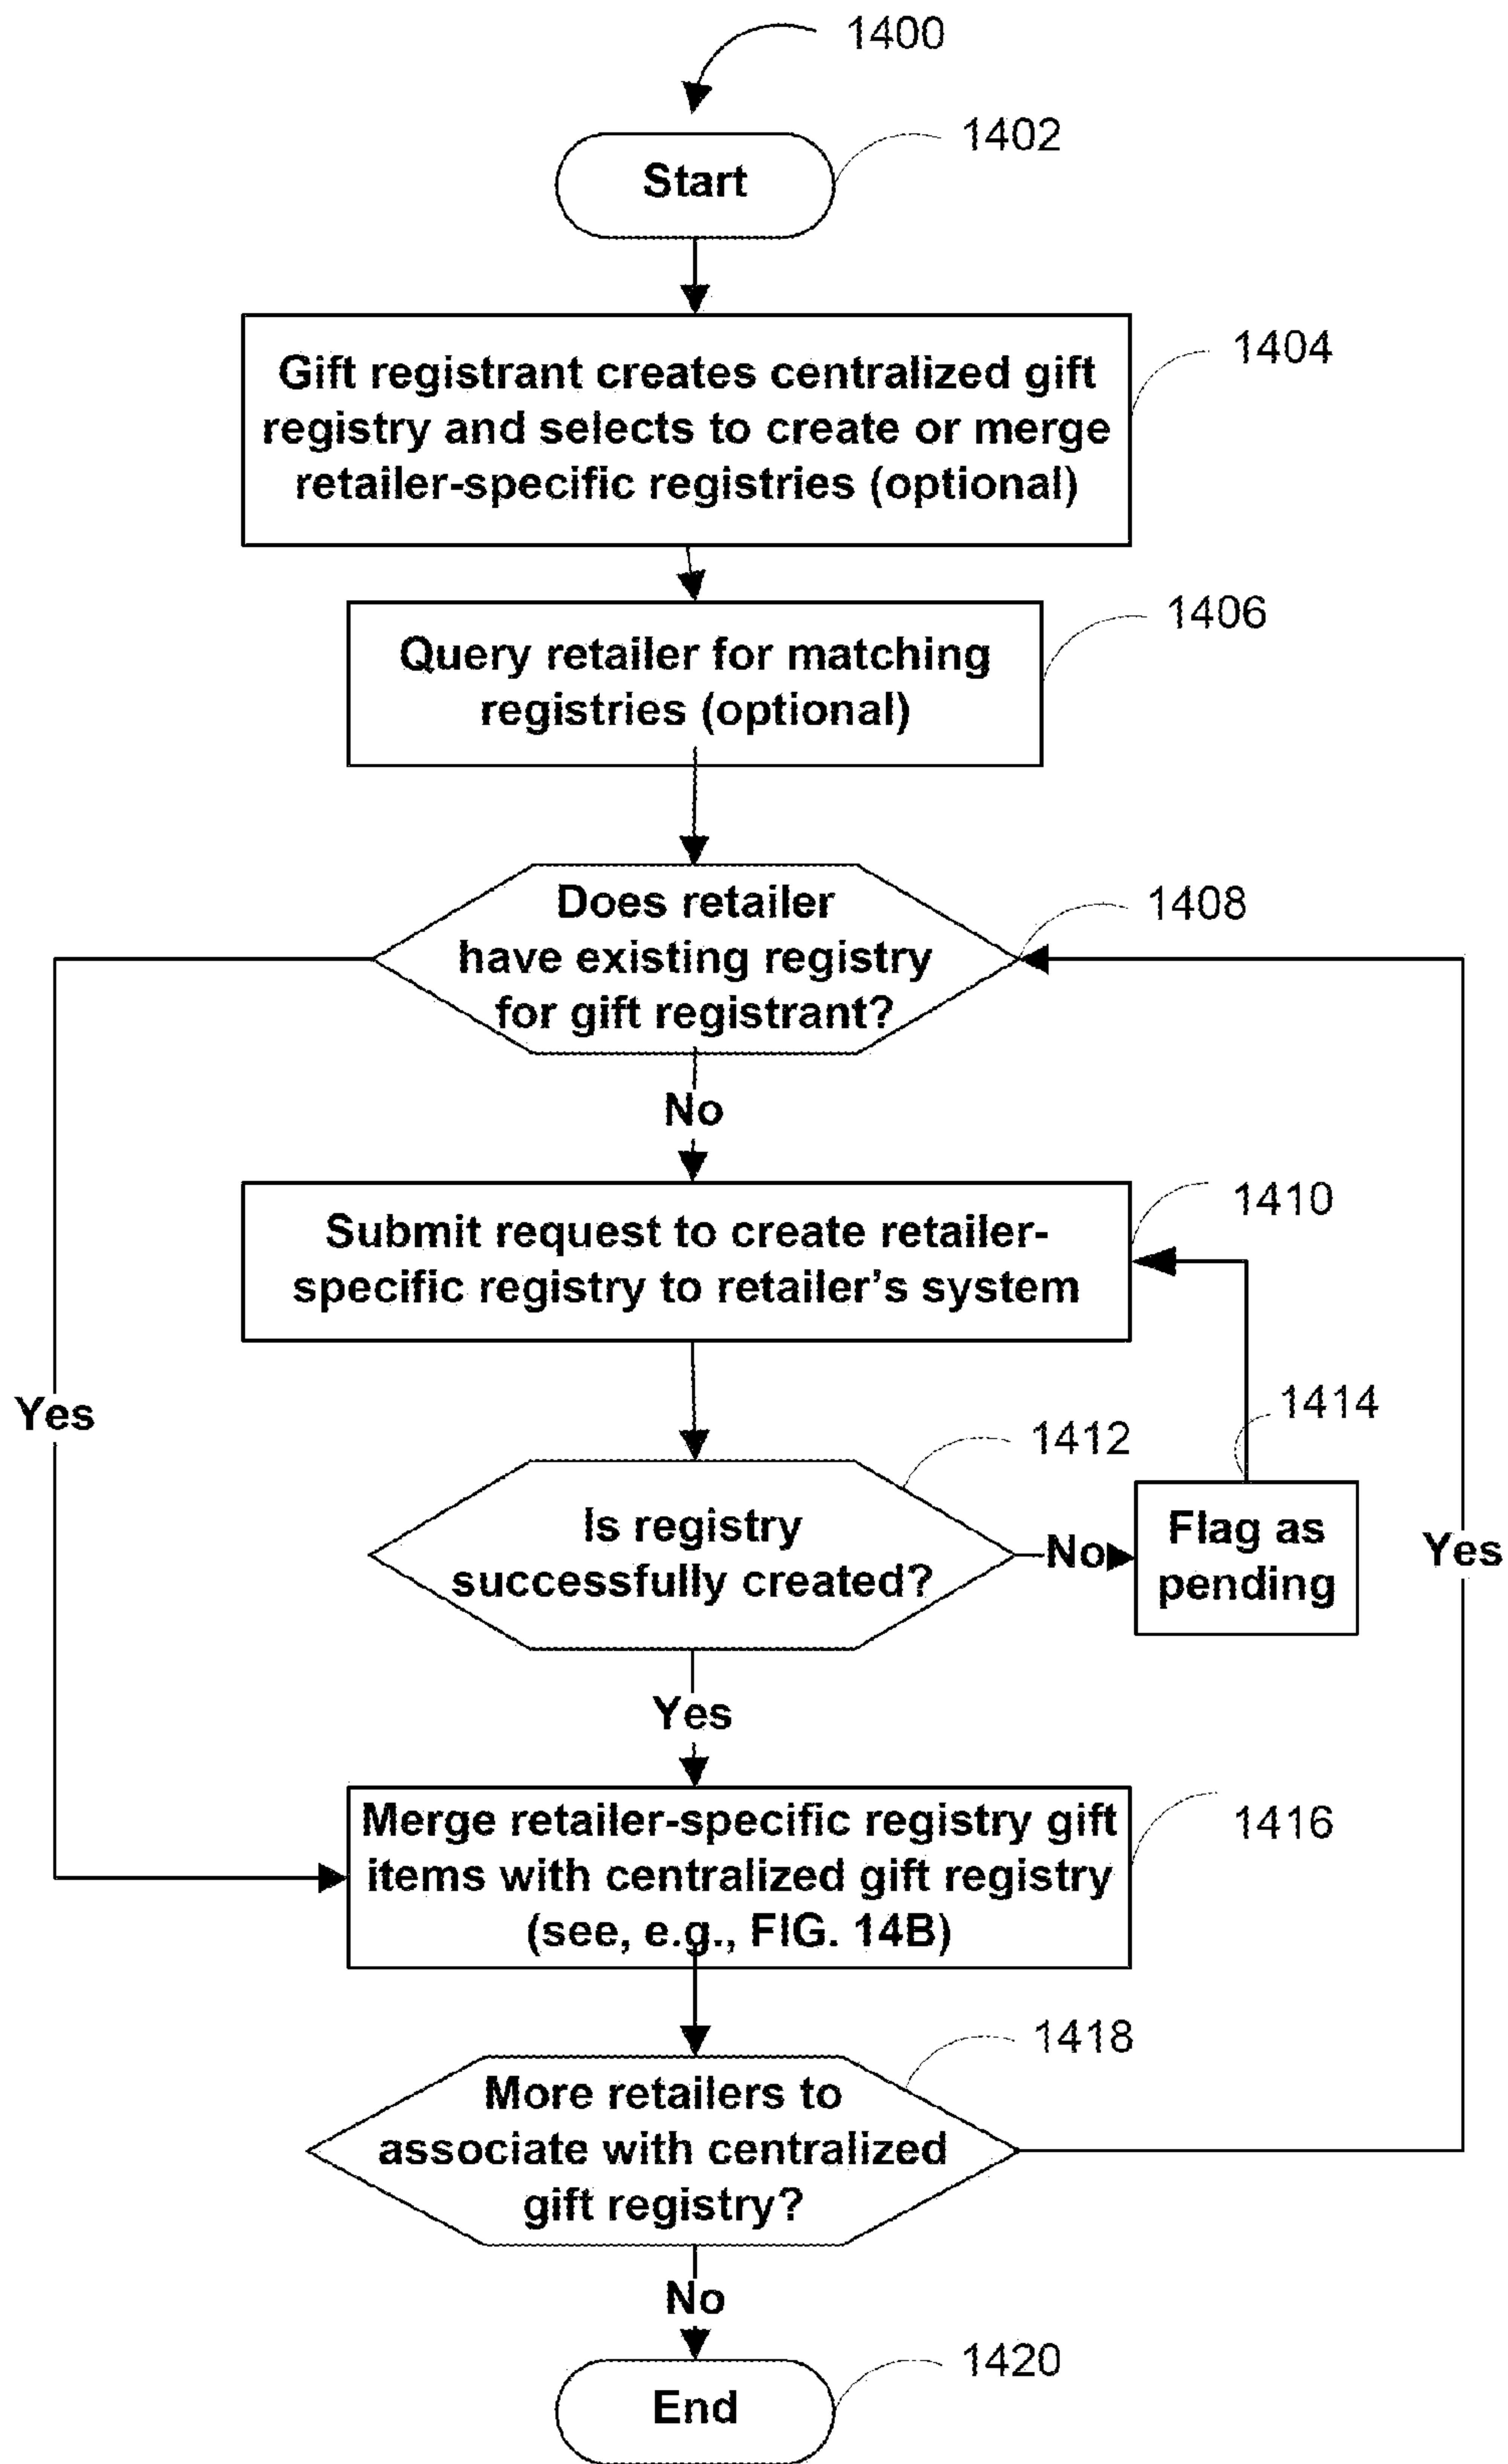 1400
1402
Start
1404
Gift registrant creates centralized gift
registry and selects to create or merge
retailer-specific registries (optional)
1406
Query retailer for matching
registries (optional)
1408
Does retailer
have existing registry
for gift registrant?
No
1410
Submit request to create retailer-
specific registry to retailer's system
Yes
1414
1412
Is registry
successfully created?
No
Flag as
pending
Yes
Yes
1416
Merge retailer-specific registry gift
items with centralized gift registry
(see, e.g., FIG. 14B)
1418
More retailers to
associate with centralized
gift registry?
No
1420
End